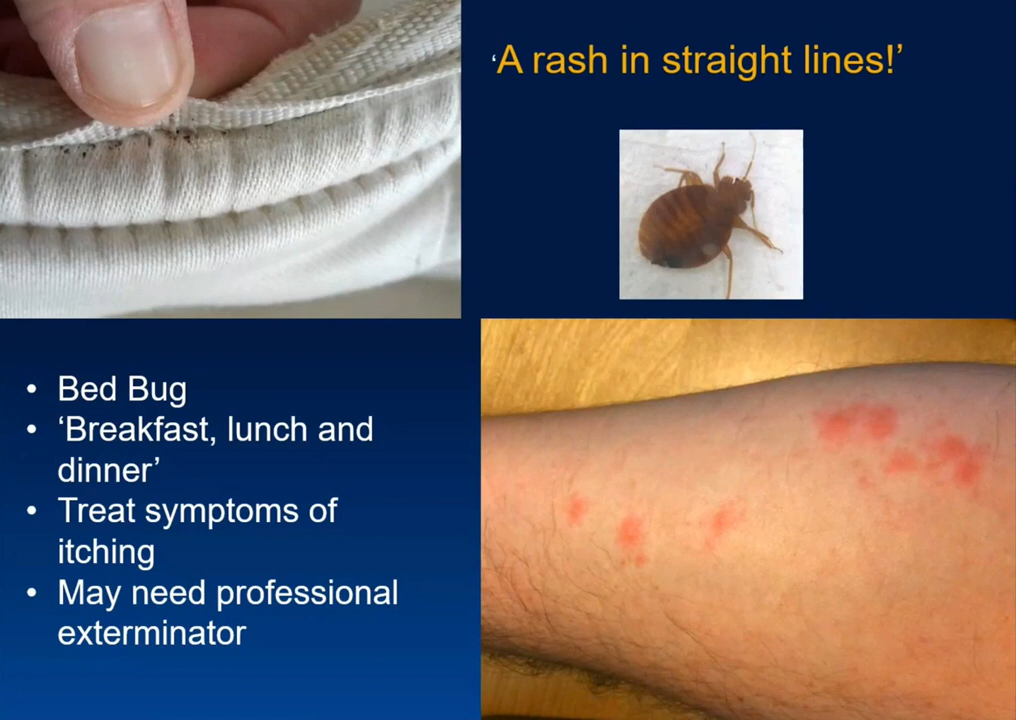 ‘A rash in straight lines!’
• Bed Bug
• ‘Breakfast, lunch and
dinner’
• Treat symptoms of
itching
• May need professional
exterminator